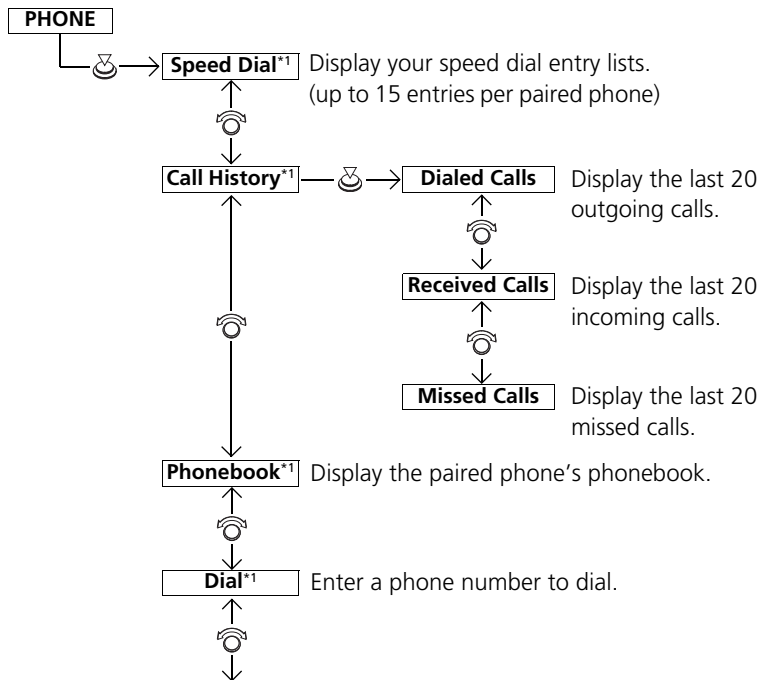 PHONE
Speed Dial*1 Display your speed dial entry lists.
(up to 15 entries per paired phone)
Call History*1 Dialed Calls Display the last 20
outgoing calls.
Received Calls Display the last 20
incoming calls.
Missed Calls Display the last 20
missed calls.
Phonebook*1 Display the paired phone’s phonebook.
Dial*1 Enter a phone number to dial.